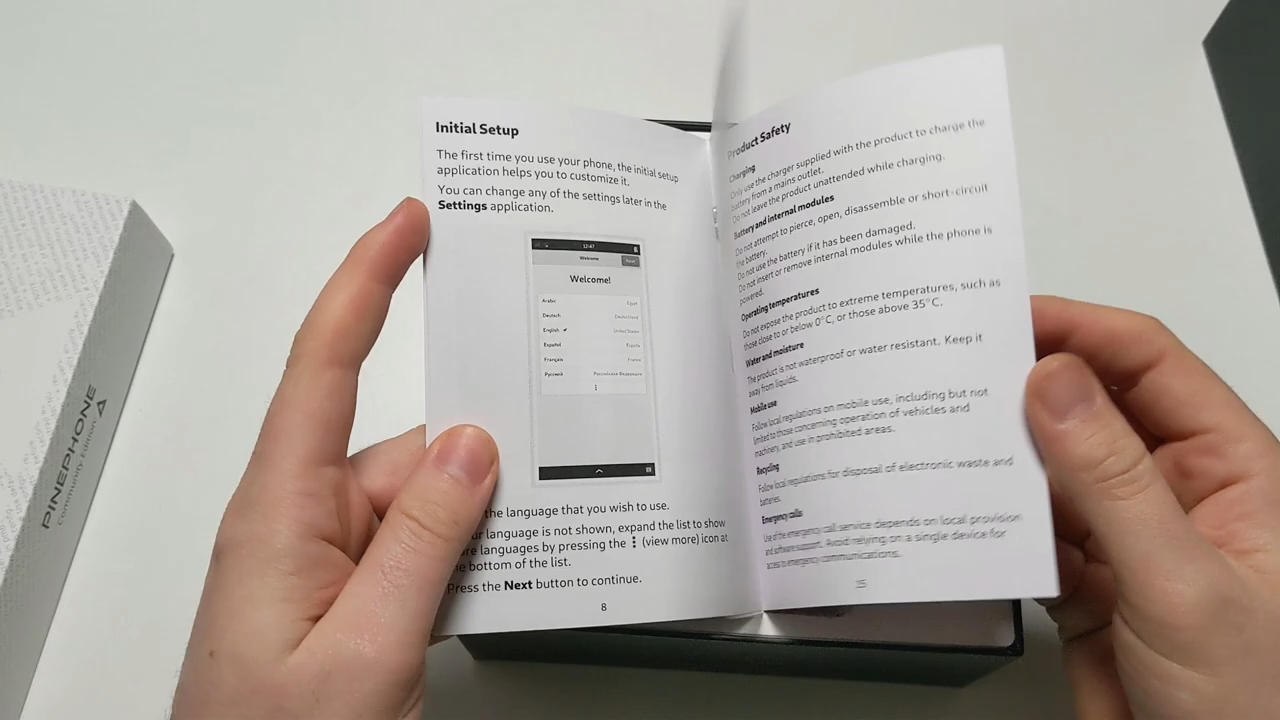 PINEPHONE
community edition
Initial Setup
The first time you use your phone, the initial setup
application helps you to customize it.
You can change any of the settings later in the
Settings application.
12:47
Welcome
Next
Welcome!
Arabic Egypt
Deutsch Deutschland
English ✔ United States
Español España
Français France
Русский Российская Федерация
the language that you wish to use.
language is not shown, expand the list to show
languages by pressing the ⋮ (view more) icon at
bottom of the list.
Press the Next button to continue.
8
Product Safety
Charging
Only use the charger supplied with the product to charge the
battery from a mains outlet.
Do not leave the product unattended while charging.
Battery and internal modules
Do not attempt to pierce, open, disassemble or short-circuit
the battery.
Do not use the battery if it has been damaged.
Do not insert or remove internal modules while the phone is
powered.
Operating temperatures
Do not expose the product to extreme temperatures, such as
those close to or below 0°C, or those above 35°C.
Water and moisture
The product is not waterproof or water resistant. Keep it
away from liquids.
Mobile use
Follow local regulations on mobile use, including but not
limited to those concerning operation of vehicles and
machinery, and use in prohibited areas.
Recycling
Follow local regulations for disposal of electronic waste and
batteries.
Emergency calls
Use of the emergency call service depends on local provision
and software support. Avoid relying on a single device for
access to emergency communications.